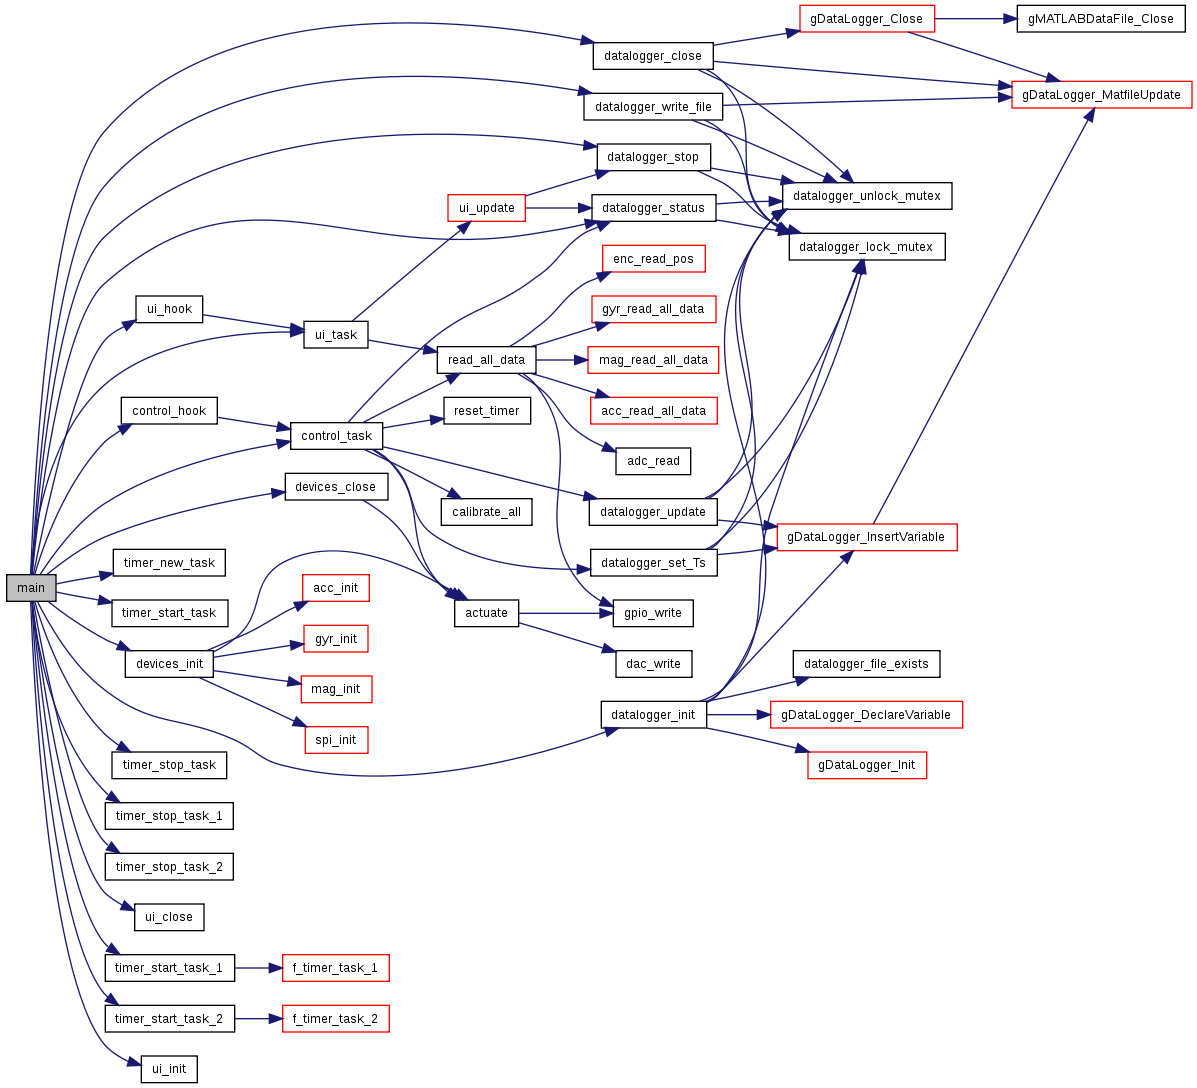 main
ui_hook
control_hook
timer_new_task
timer_start_task
devices_init
timer_stop_task
timer_stop_task_1
timer_stop_task_2
ui_close
timer_start_task_1
timer_start_task_2
ui_init
ui_task
control_task
devices_close
acc_init
gyr_init
mag_init
spi_init
f_timer_task_1
f_timer_task_2
ui_update
read_all_data
reset_timer
calibrate_all
actuate
datalogger_close
datalogger_write_file
datalogger_stop
datalogger_status
enc_read_pos
gyr_read_all_data
mag_read_all_data
acc_read_all_data
adc_read
datalogger_update
datalogger_set_Ts
gpio_write
dac_write
datalogger_init
gDataLogger_Close
datalogger_unlock_mutex
datalogger_lock_mutex
gDataLogger_InsertVariable
datalogger_file_exists
gDataLogger_DeclareVariable
gDataLogger_Init
gMATLABDataFile_Close
gDataLogger_MatfileUpdate